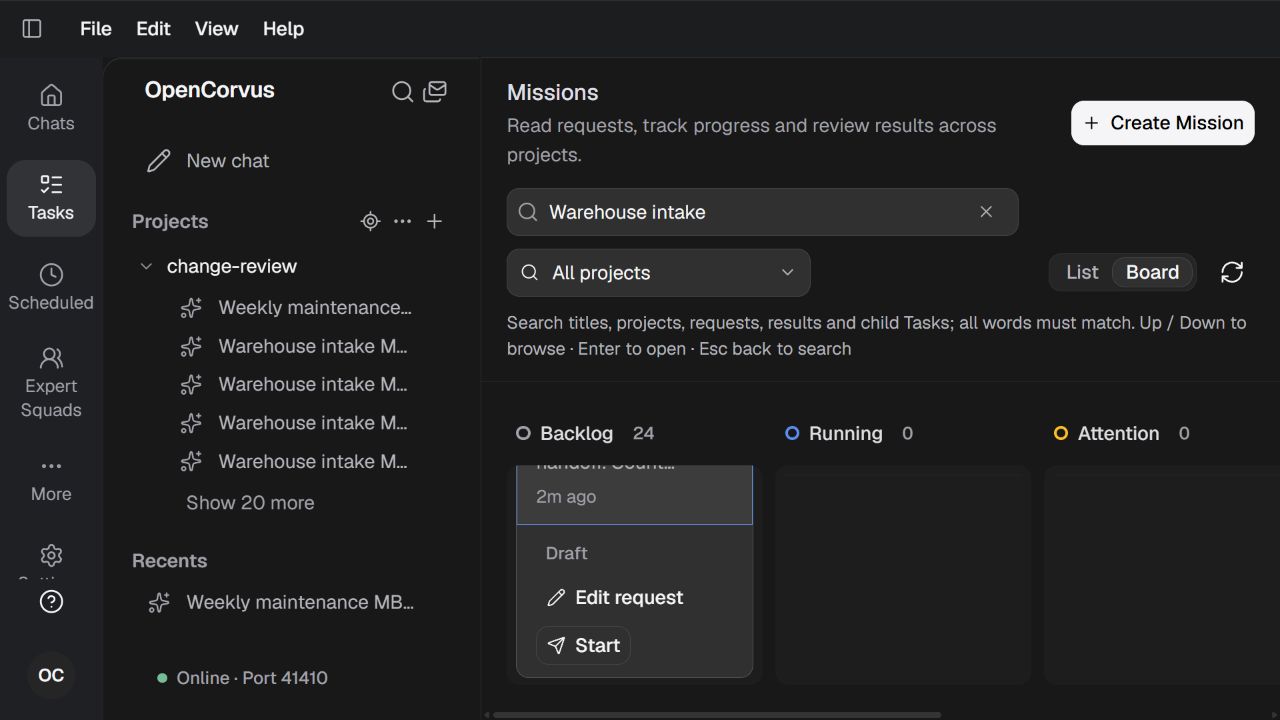 File Edit View Help
Chats
Tasks
Scheduled
Expert
Squads
More
OC
OpenCorvus
New chat
Projects
change-review
Weekly maintenance...
Warehouse intake M...
Warehouse intake M...
Warehouse intake M...
Warehouse intake M...
Show 20 more
Recents
Weekly maintenance MB...
Online · Port 41410
Missions
Read requests, track progress and review results across
projects.
Create Mission
Warehouse intake
All projects
List Board
Search titles, projects, requests, results and child Tasks; all words must match. Up / Down to
browse · Enter to open · Esc back to search
Backlog 24
Running 0
Attention 0
2m ago
Draft
Edit request
Start